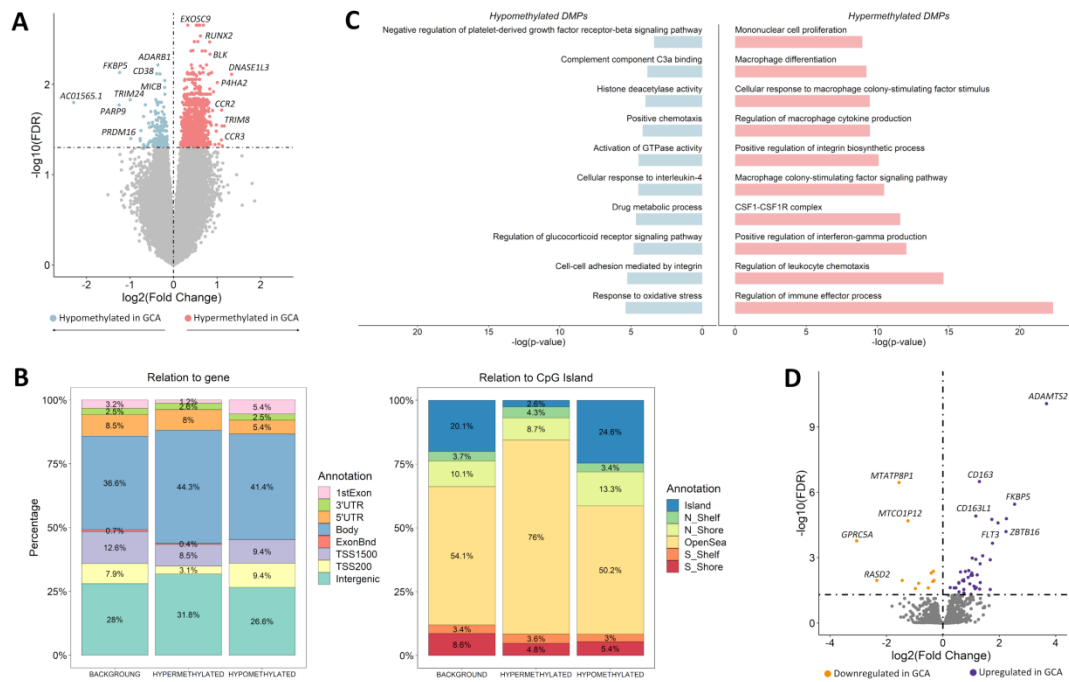 A
EXOSC9
RUNX2
ADARB1
BLK
FKBP5
CD38
DNASE1L3
MICB
P4HA2
TRIM24
AC01565.1
CCR2
PARP9
TRIM8
PRDM16
CCR3
2
1
0
-log10(FDR)
-2 -1 0 1 2
log2(Fold Change)
Hypomethylated in GCA
Hypermethylated in GCA
C
Hypomethylated DMPs
Negative regulation of platelet-derived growth factor receptor-beta signaling pathway
Complement component C3a binding
Histone deacetylase activity
Positive chemotaxis
Activation of GTPase activity
Cellular response to interleukin-4
Drug metabolic process
Regulation of glucocorticoid receptor signaling pathway
Cell-cell adhesion mediated by integrin
Response to oxidative stress
20 15 10 5 0
-log(p-value)
Hypermethylated DMPs
Mononuclear cell proliferation
Macrophage differentiation
Cellular response to macrophage colony-stimulating factor stimulus
Regulation of macrophage cytokine production
Positive regulation of integrin biosynthetic process
Macrophage colony-stimulating factor signaling pathway
CSF1-CSF1R complex
Positive regulation of interferon-gamma production
Regulation of leukocyte chemotaxis
Regulation of immune effector process
0 5 10 15 20
-log(p-value)
B
Relation to gene
100%
75%
50%
25%
0%
Percentage
3.2%
2.5%
8.5%
36.6%
0.7%
12.6%
7.9%
28%
1.2%
2.6%
8%
44.3%
0.4%
8.5%
3.1%
31.8%
5.4%
2.5%
5.4%
41.4%
9.4%
9.4%
26.6%
BACKGROUNG HYPERMETHYLATED HYPOMETHYLATED
Annotation
1stExon
3'UTR
5'UTR
Body
ExonBnd
TSS1500
TSS200
Intergenic
Relation to CpG Island
100%
75%
50%
25%
0%
20.1%
3.7%
10.1%
54.1%
3.4%
8.6%
2.6%
4.3%
8.7%
76%
3.6%
4.8%
24.6%
3.4%
13.3%
50.2%
3%
5.4%
BACKGROUND HYPERMETHYLATED HYPOMETHYLATED
Annotation
Island
N_Shelf
N_Shore
OpenSea
S_Shelf
S_Shore
D
ADAMTS2
MTATP8P1
CD163
FKBP5
CD163L1
MTCO1P12
ZBTB16
GPRC5A
FLT3
RASD2
9
6
3
0
-log10(FDR)
-4 -2 0 2 4
log2(Fold Change)
Downregulated in GCA
Upregulated in GCA